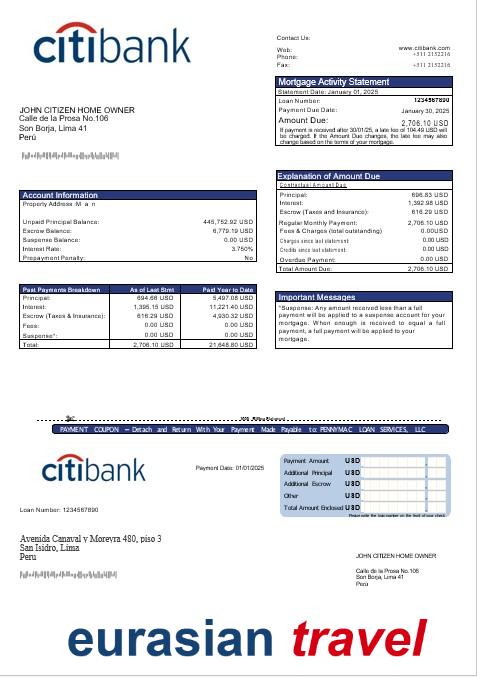 citibank
Contact Us:
Web: www.citibank.com
Phone: +511 2152216
Fax: +511 2152216
Mortgage Activity Statement
Statement Date: January 01, 2025
Loan Number: 1234567890
Payment Due Date: January 30, 2025
Amount Due: 2,706.10 USD
If payment is received after 30/01/25, a late fee of 104.49 USD will
be charged. If the Amount Due changes, the late fee may also
change based on the terms of your mortgage.
JOHN CITIZEN HOME OWNER
Calle de la Prosa No.106
Son Borja, Lima 41
Perú
Explanation of Amount Due
Contractual Amount Due
Principal: 696.83 USD
Interest: 1,392.98 USD
Escrow (Taxes and Insurance): 616.29 USD
Regular Monthly Payment: 2,706.10 USD
Fees & Charges (total outstanding) 0.00USD
Charges since last statement: 0.00 USD
Credits since last statement: 0.00 USD
Overdue Payment: 0.00 USD
Total Amount Due: 2,706.10 USD
Account Information
Property Address :M a n
Unpaid Principal Balance: 445,752.92 USD
Escrow Balance: 6,779.19 USD
Suspense Balance: 0.00 USD
Interest Rate: 3.750%
Prepayment Penalty: No
Past Payments Breakdown As of Last Stmt Paid Year to Date
Principal: 694.66 USD 5,497.08 USD
Interest: 1,395.15 USD 11,221.40 USD
Escrow (Taxes & Insurance): 616.29 USD 4,930.32 USD
Fees: 0.00 USD 0.00 USD
Suspense*: 0.00 USD 0.00 USD
Total: 2,706.10 USD 21,648.80 USD
Important Messages
*Suspense: Any amount received less than a full
payment will be applied to a suspense account for your
mortgage. When enough is received to equal a full
payment, a full payment will be applied to your
mortgage.
PAYMENT COUPON – Detach and Return With Your Payment Made Payable to: PENNYMAC LOAN SERVICES, LLC
citibank
Payment Date: 01/01/2025
Payment Amount USD
Additional Principal USD
Additional Escrow USD
Other USD
Total Amount Enclosed USD
Please write the loan number on the front of your check.
Loan Number: 1234567890
Avenida Canaval y Moreyra 480, piso 3
San Isidro, Lima
Peru
JOHN CITIZEN HOME OWNER
Calle de la Prosa No.106
Son Borja, Lima 41
Perú
eurasian travel